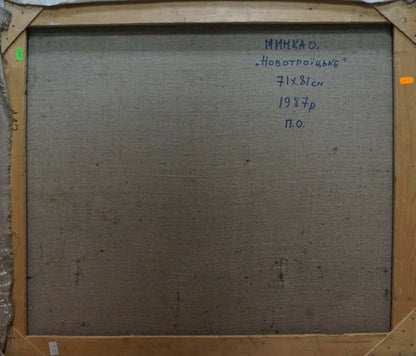 МИНКА О.
„Новотроїцьке"
71х81см
1987р
П.О.